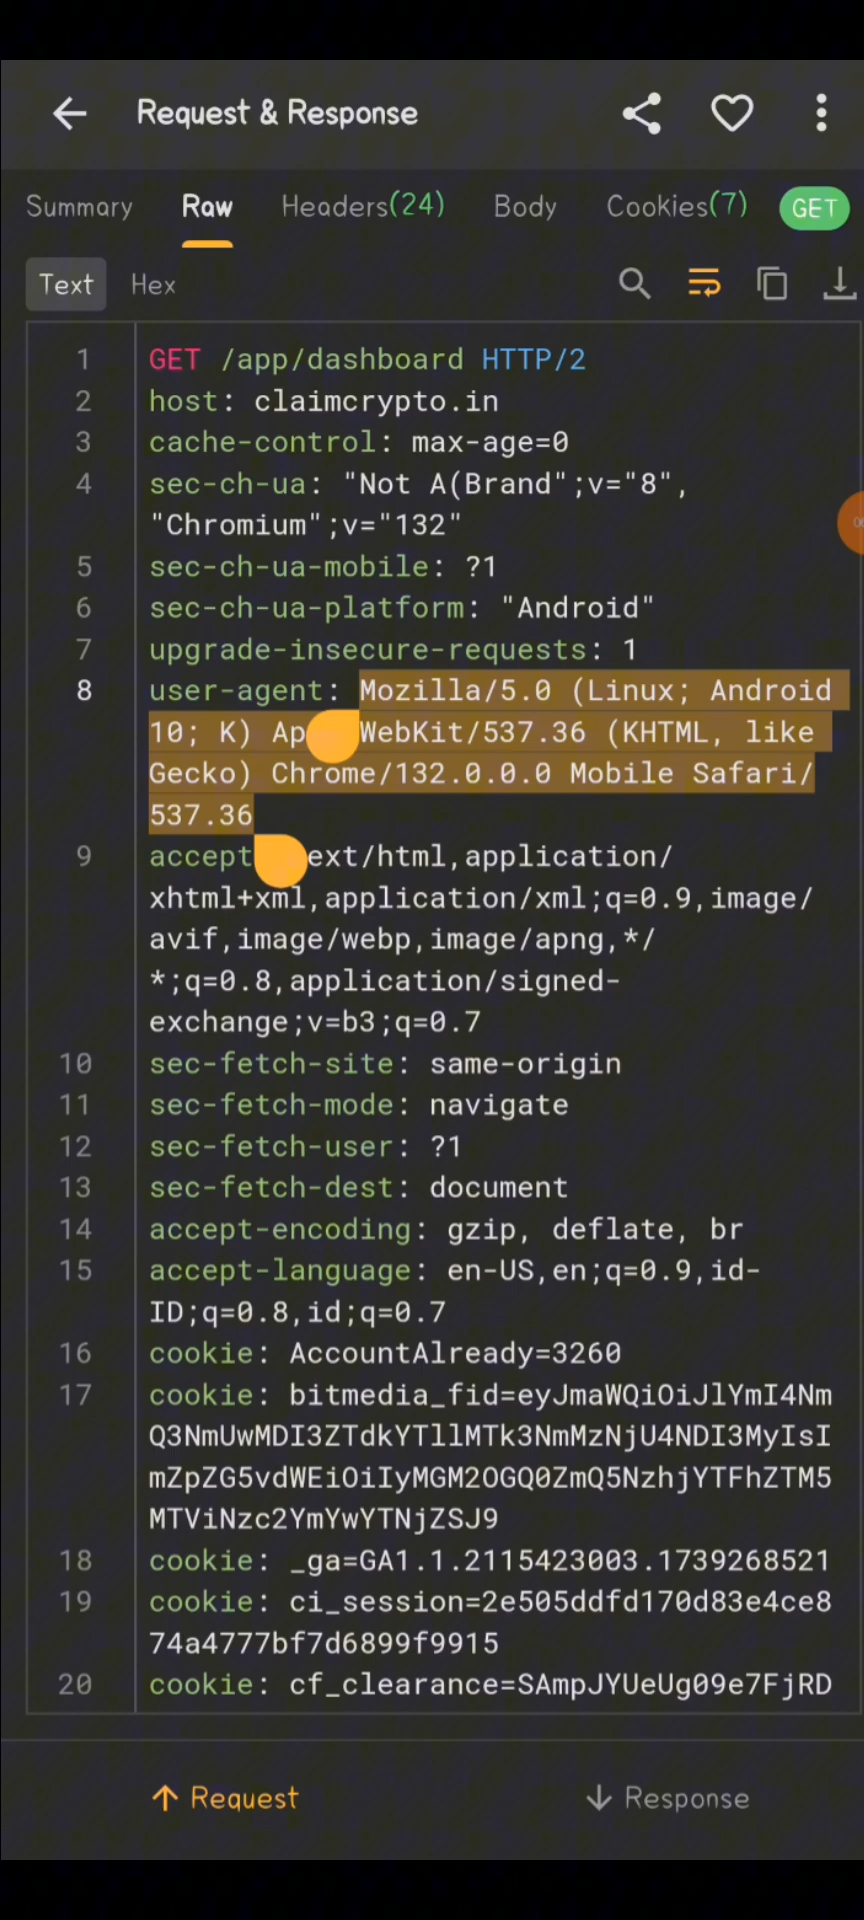 Request & Response
Summary Raw Headers(24) Body Cookies(7) GET
Text Hex
1 GET /app/dashboard HTTP/2
2 host: claimcrypto.in
3 cache-control: max-age=0
4 sec-ch-ua: "Not A(Brand";v="8",
"Chromium";v="132"
5 sec-ch-ua-mobile: ?1
6 sec-ch-ua-platform: "Android"
7 upgrade-insecure-requests: 1
8 user-agent: Mozilla/5.0 (Linux; Android
10; K) Ap WebKit/537.36 (KHTML, like
Gecko) Chrome/132.0.0.0 Mobile Safari/
537.36
9 accept ext/html,application/
xhtml+xml,application/xml;q=0.9,image/
avif,image/webp,image/apng,*/
*;q=0.8,application/signed-
exchange;v=b3;q=0.7
10 sec-fetch-site: same-origin
11 sec-fetch-mode: navigate
12 sec-fetch-user: ?1
13 sec-fetch-dest: document
14 accept-encoding: gzip, deflate, br
15 accept-language: en-US,en;q=0.9,id-
ID;q=0.8,id;q=0.7
16 cookie: AccountAlready=3260
17 cookie: bitmedia_fid=eyJmaWQiOiJlYmI4Nm
Q3NmUwMDI3ZTdkYTllMTk3NmMzNjU4NDI3MyIsI
mZpZG5vdWEiOiIyMGM2OGQ0ZmQ5NzhjYTFhZTM5
MTViNzc2YmYwYTNjZSJ9
18 cookie: _ga=GA1.1.2115423003.1739268521
19 cookie: ci_session=2e505ddfd170d83e4ce8
74a4777bf7d6899f9915
20 cookie: cf_clearance=SAmpJYUeUg09e7FjRD
Request Response